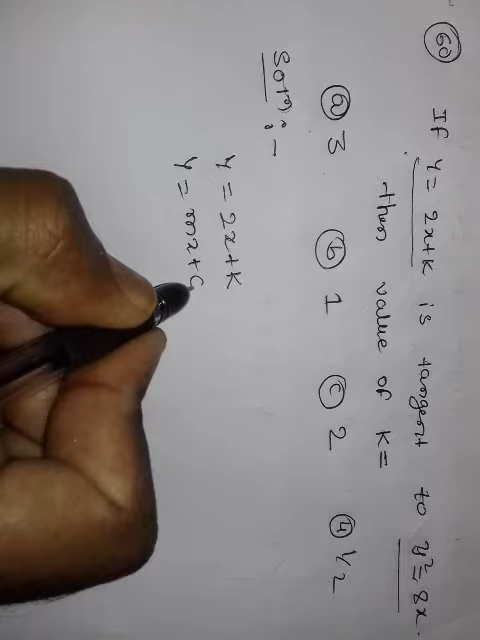 60 If y = 2x+k is tangent to y²= 8x.
then value of k=
a 3 b 1 c 2 4 1/2
Soln:-
y = 2x+k
y = mx+c